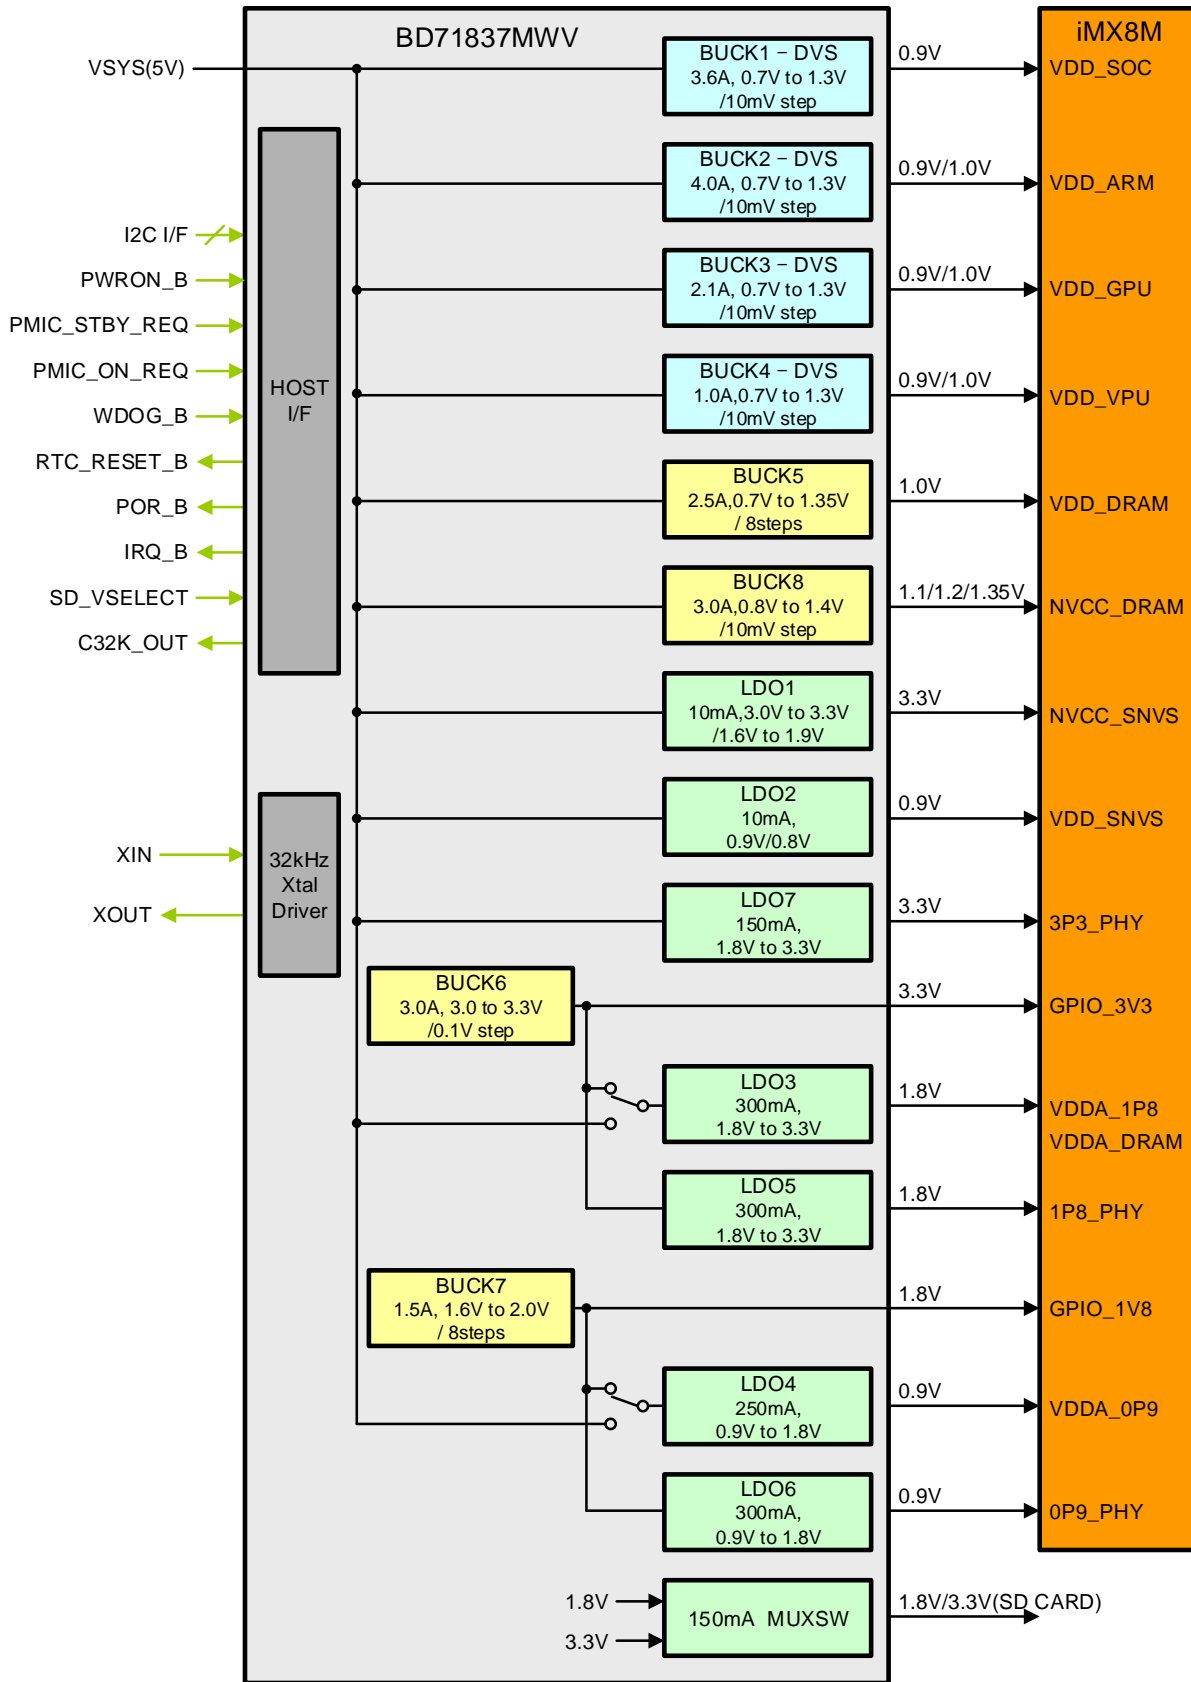 BD71837MWV
iMX8M
VSYS(5V)
BUCK1 – DVS
3.6A, 0.7V to 1.3V
/10mV step
0.9V
VDD_SOC
BUCK2 – DVS
4.0A, 0.7V to 1.3V
/10mV step
0.9V/1.0V
VDD_ARM
I2C I/F
PWRON_B
PMIC_STBY_REQ
PMIC_ON_REQ
WDOG_B
RTC_RESET_B
POR_B
IRQ_B
SD_VSELECT
C32K_OUT
HOST
I/F
BUCK3 – DVS
2.1A, 0.7V to 1.3V
/10mV step
0.9V/1.0V
VDD_GPU
BUCK4 – DVS
1.0A,0.7V to 1.3V
/10mV step
0.9V/1.0V
VDD_VPU
BUCK5
2.5A,0.7V to 1.35V
/ 8steps
1.0V
VDD_DRAM
BUCK8
3.0A,0.8V to 1.4V
/10mV step
1.1/1.2/1.35V
NVCC_DRAM
LDO1
10mA,3.0V to 3.3V
/1.6V to 1.9V
3.3V
NVCC_SNVS
LDO2
10mA,
0.9V/0.8V
0.9V
VDD_SNVS
XIN
XOUT
32kHz
Xtal
Driver
LDO7
150mA,
1.8V to 3.3V
3.3V
3P3_PHY
BUCK6
3.0A, 3.0 to 3.3V
/0.1V step
3.3V
GPIO_3V3
LDO3
300mA,
1.8V to 3.3V
1.8V
VDDA_1P8
VDDA_DRAM
LDO5
300mA,
1.8V to 3.3V
1.8V
1P8_PHY
BUCK7
1.5A, 1.6V to 2.0V
/ 8steps
1.8V
GPIO_1V8
LDO4
250mA,
0.9V to 1.8V
0.9V
VDDA_0P9
LDO6
300mA,
0.9V to 1.8V
0.9V
0P9_PHY
1.8V
3.3V
150mA MUXSW
1.8V/3.3V(SD CARD)